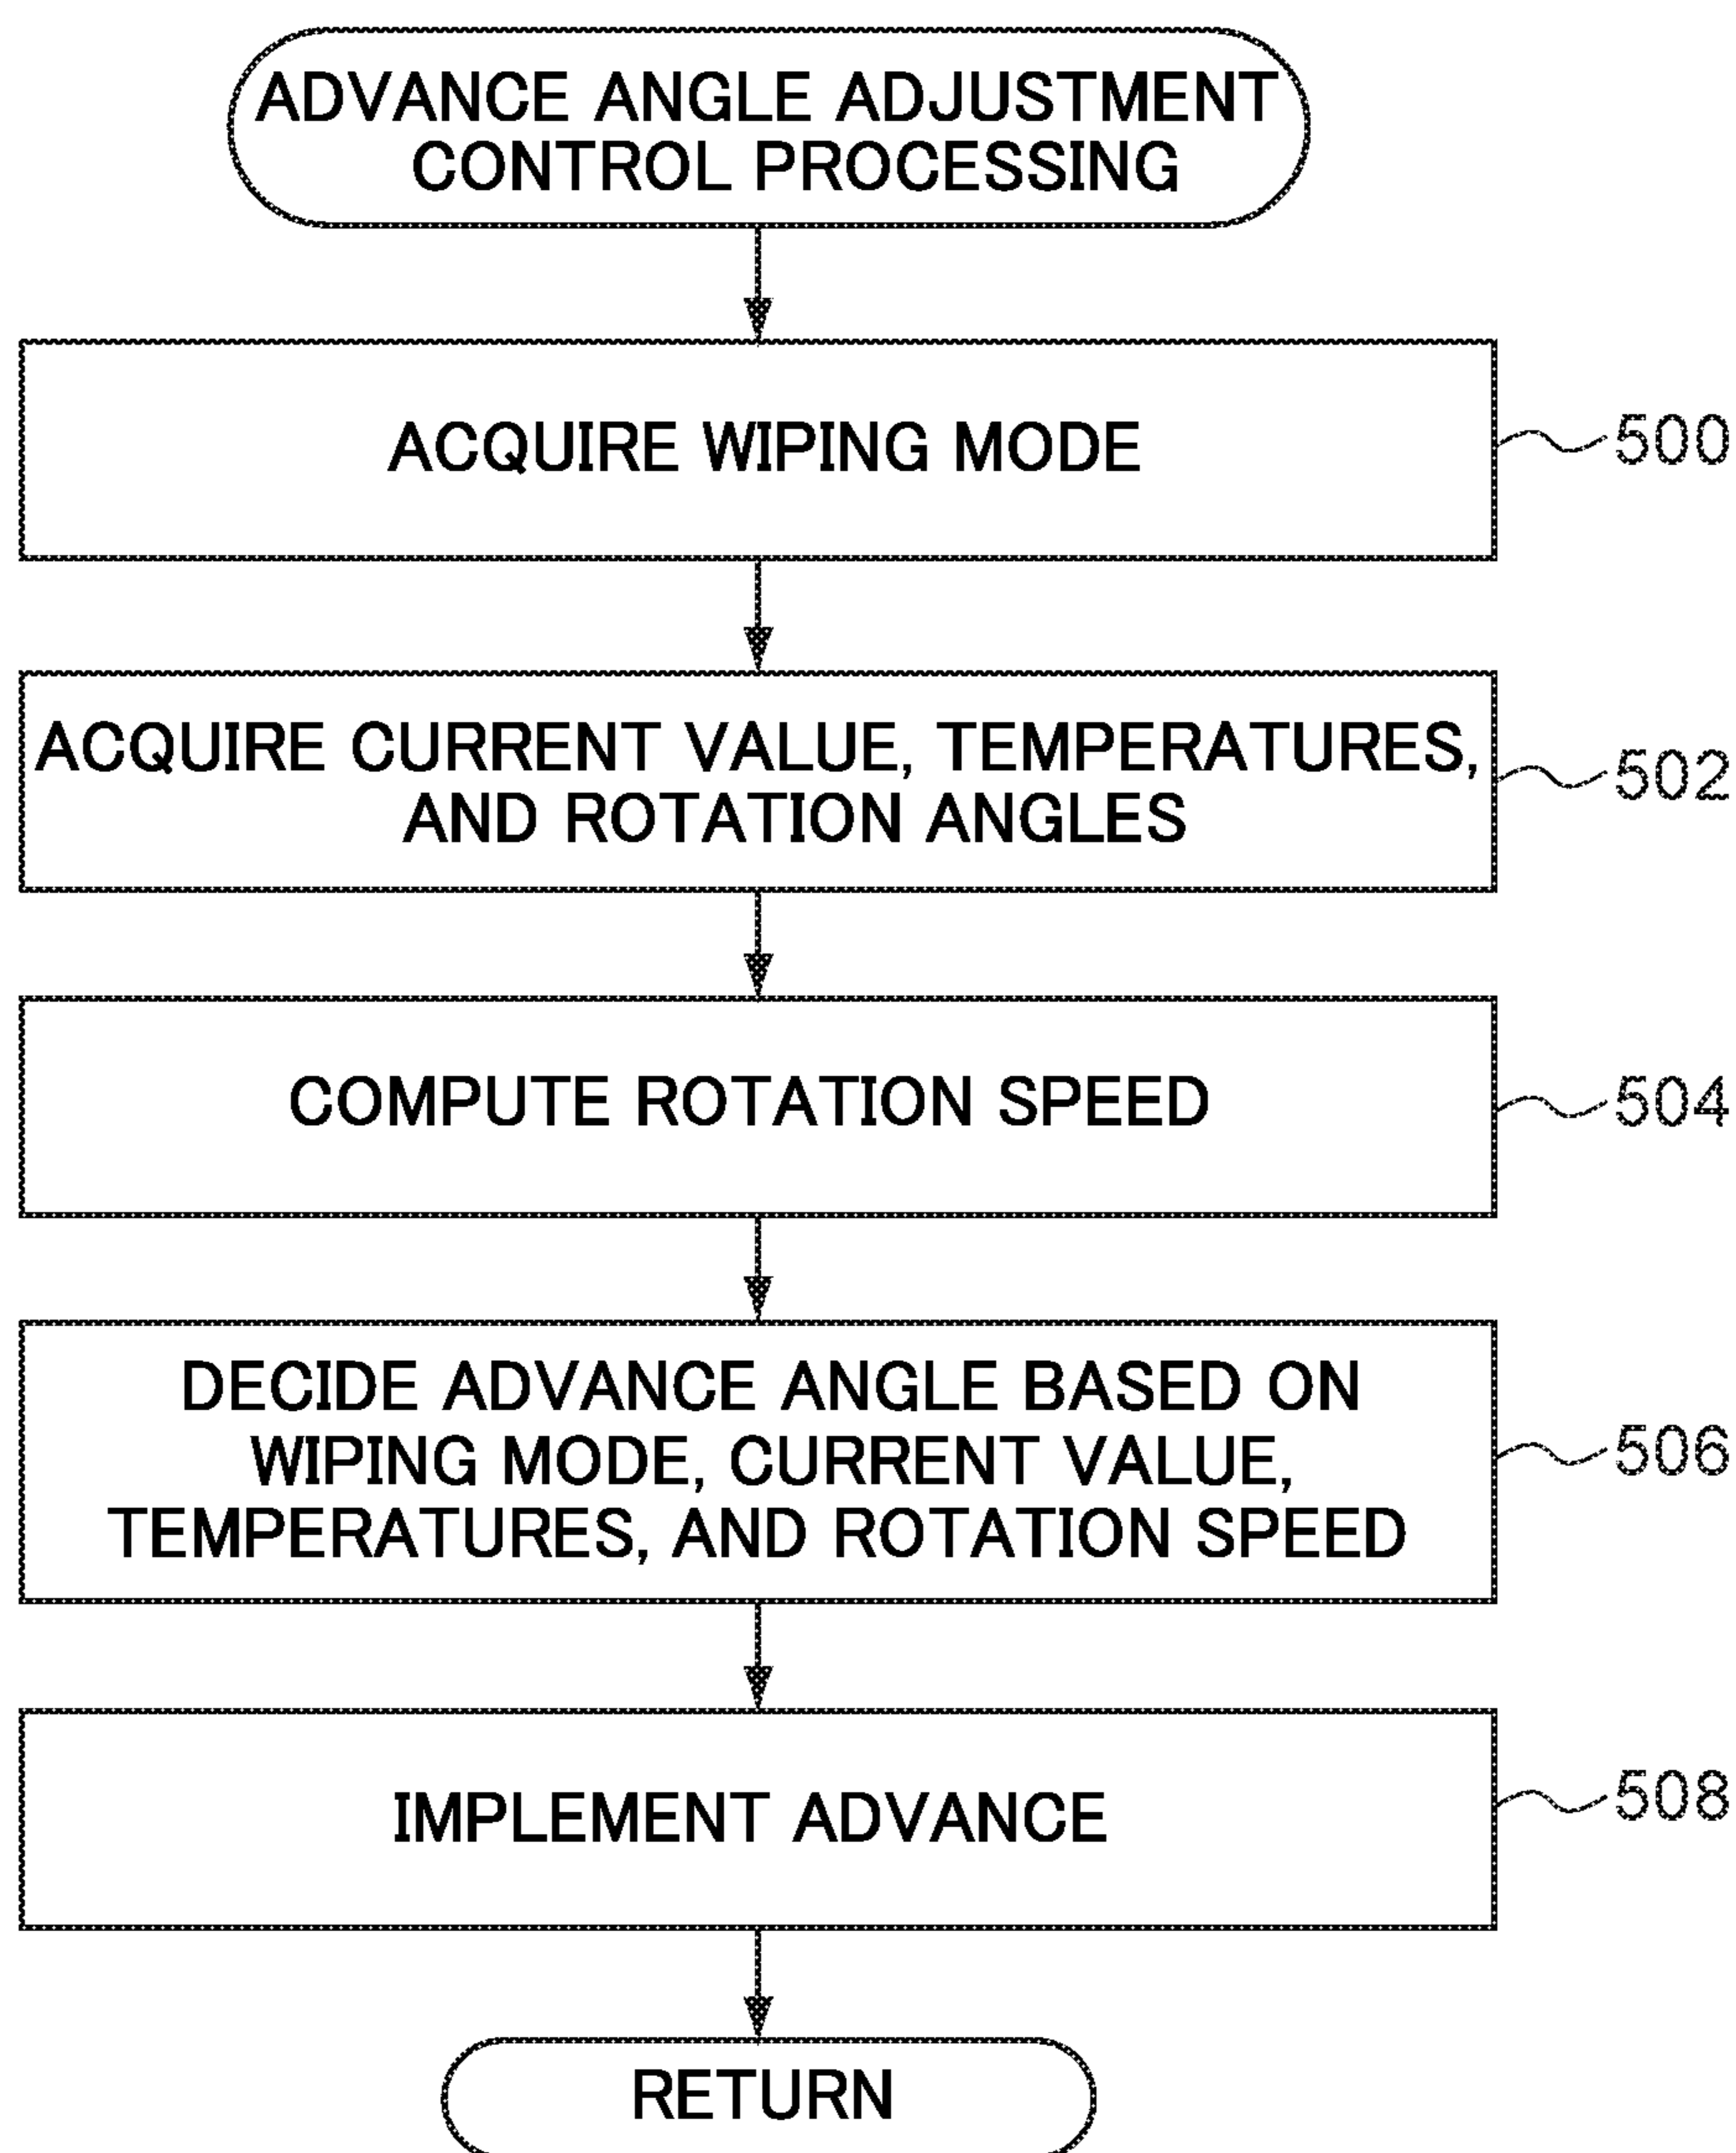 ADVANCE ANGLE ADJUSTMENT
CONTROL PROCESSING
ACQUIRE WIPING MODE
500
ACQUIRE CURRENT VALUE, TEMPERATURES,
AND ROTATION ANGLES
502
COMPUTE ROTATION SPEED
504
DECIDE ADVANCE ANGLE BASED ON
WIPING MODE, CURRENT VALUE,
TEMPERATURES, AND ROTATION SPEED
506
IMPLEMENT ADVANCE
508
RETURN